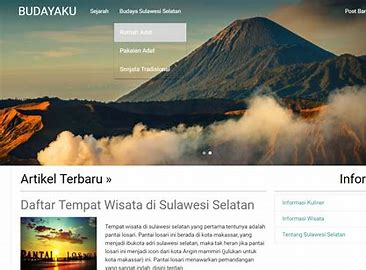 BUDAYAKU Sejarah Budaya Sulawesi Selatan Post Bar
Rumah Adat
Pakaian Adat
Senjata Tradisional
Artikel Terbaru » Infor
Daftar Tempat Wisata di Sulawesi Selatan
Tempat wisata di sulawesi selatan yang pertama tentunya adalah
pantai losari. Pantai losari ini berada di kota makassar, yang
menjadi ibukota adri sulawesi selatan, maka tak heran jika pantai
losari ini menjadi icon dari kota Angin mammiri (julukan untuk
makassar). Pantai losari menawarkan pemandangan
yang sangat indah, disini tentian
PANTAI LOSARI
Informasi Kuliner
Informasi Wisata
Tentang Sulawesi Selatan